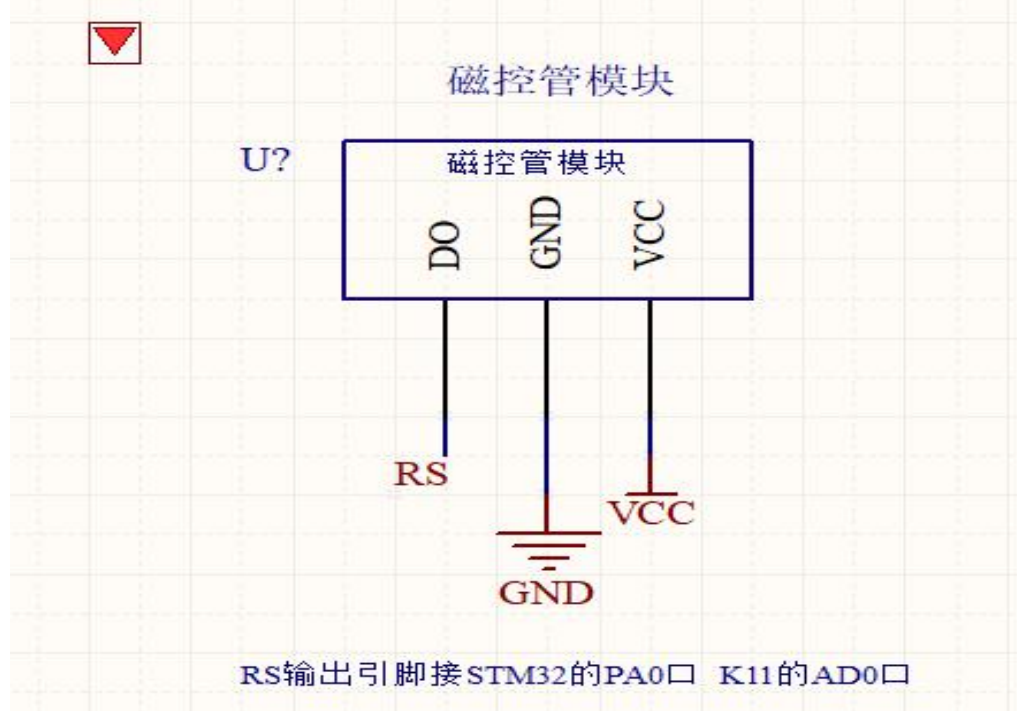 磁控管模块
U?
磁控管模块
DO GND VCC
RS
VCC
GND
RS输出引脚接STM32的PA0口 K11的AD0口